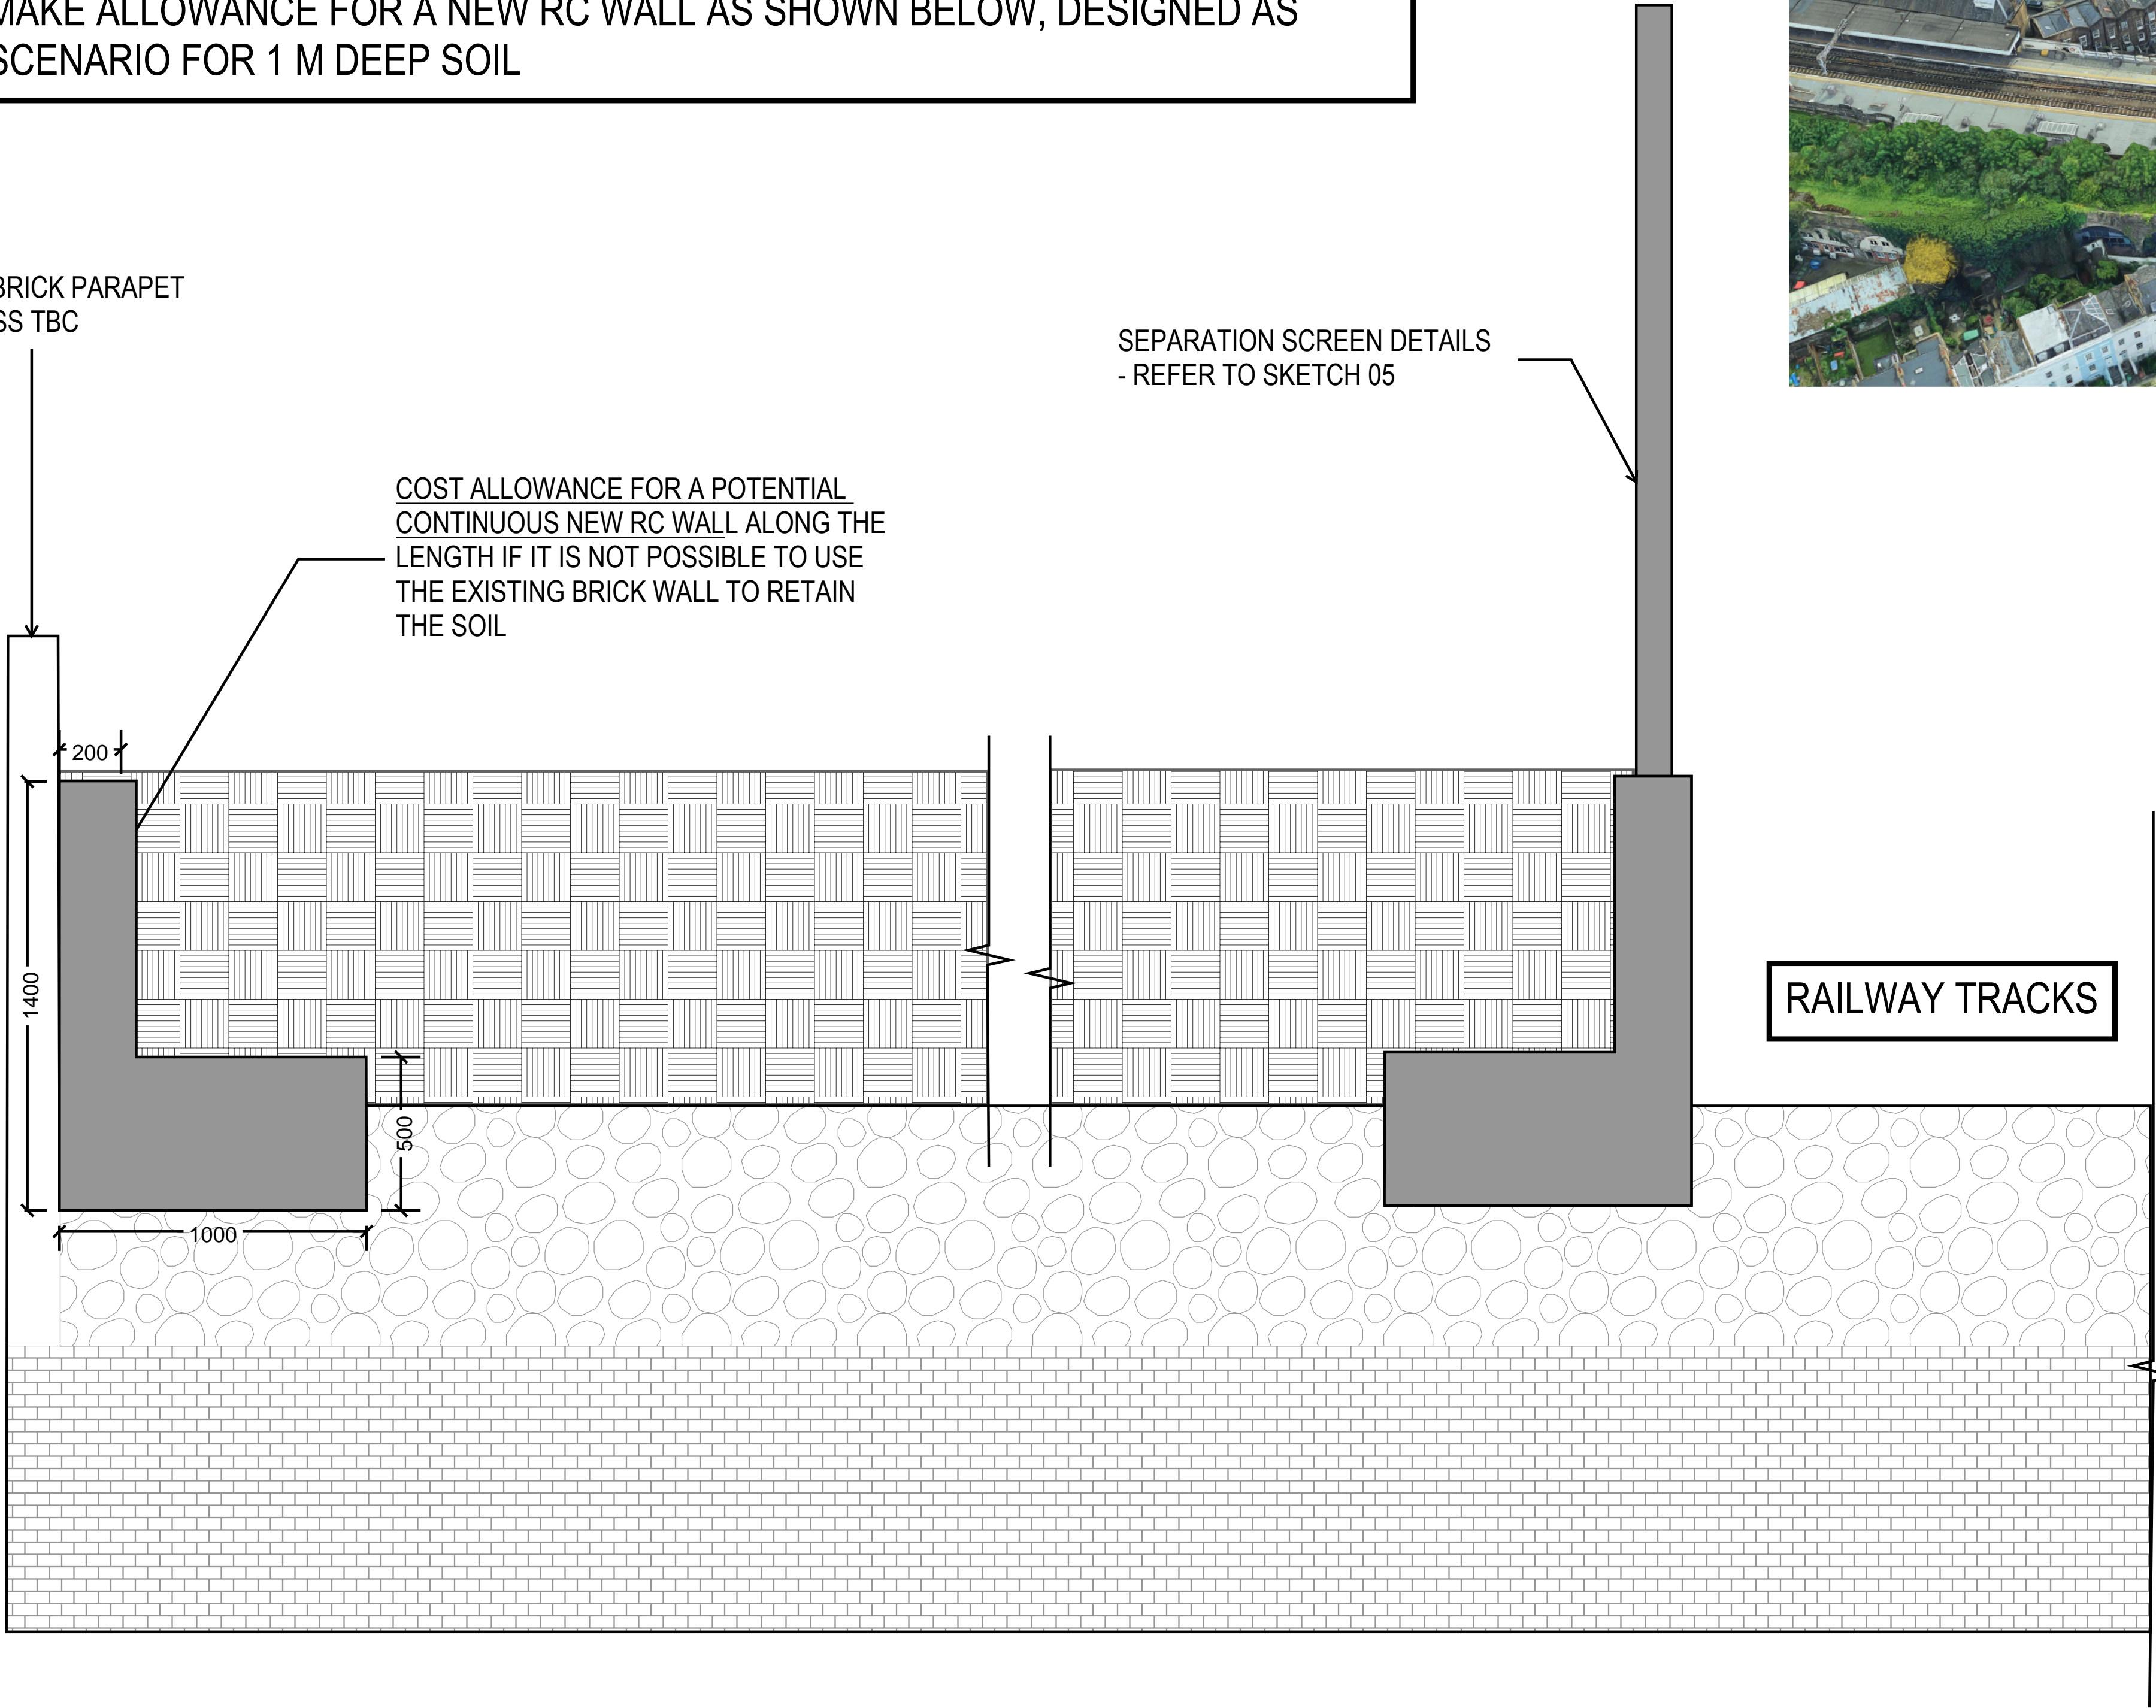 MAKE ALLOWANCE FOR A NEW RC WALL AS SHOWN BELOW, DESIGNED AS
SCENARIO FOR 1 M DEEP SOIL
BRICK PARAPET
SS TBC
SEPARATION SCREEN DETAILS
- REFER TO SKETCH 05
COST ALLOWANCE FOR A POTENTIAL
CONTINUOUS NEW RC WALL ALONG THE
LENGTH IF IT IS NOT POSSIBLE TO USE
THE EXISTING BRICK WALL TO RETAIN
THE SOIL
200
1400
500
1000
RAILWAY TRACKS